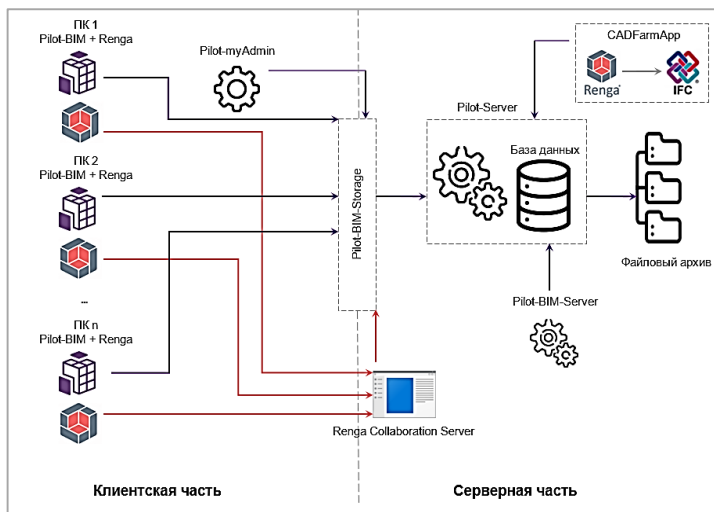 ПК 1
Pilot-BIM + Renga
Pilot-myAdmin
CADFarmApp
Renga
IFC
Pilot-Server
База данных
ПК 2
Pilot-BIM + Renga
Pilot-BIM-Storage
Файловый архив
...
Pilot-BIM-Server
ПК n
Pilot-BIM + Renga
Renga Collaboration Server
Клиентская часть
Серверная часть